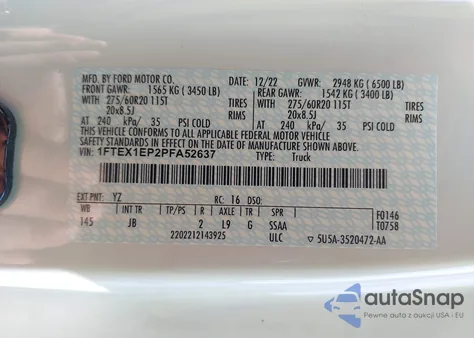 MFD. BY FORD MOTOR CO. 12/22 GVWR: 2948 KG ( 6500 LB)
FRONT GAWR: 1565 KG ( 3450 LB) REAR GAWR: 1542 KG ( 3400 LB)
WITH 275/60R20 115T TIRES WITH 275/60R20 115T TIRES
20x8.5J RIMS 20x8.5J RIMS
AT 240 kPa/ 35 PSI COLD AT 240 kPa/ 35 PSI COLD
THIS VEHICLE CONFORMS TO ALL APPLICABLE FEDERAL MOTOR VEHICLE
SAFETY STANDARDS IN EFFECT ON THE DATE OF MANUFACTURE SHOWN ABOVE.
VIN: 1FTEX1EP2PFA52637 TYPE: Truck
EXT PNT: YZ RC: 16 DSO: F0146
WB INT TR TP/PS R AXLE TR SPR T0758
145 JB 2 L9 G SSAA
2202212143925 ULC 5U5A-3520472-AA
autoSnap
Pewne auta z aukcji USA i EU